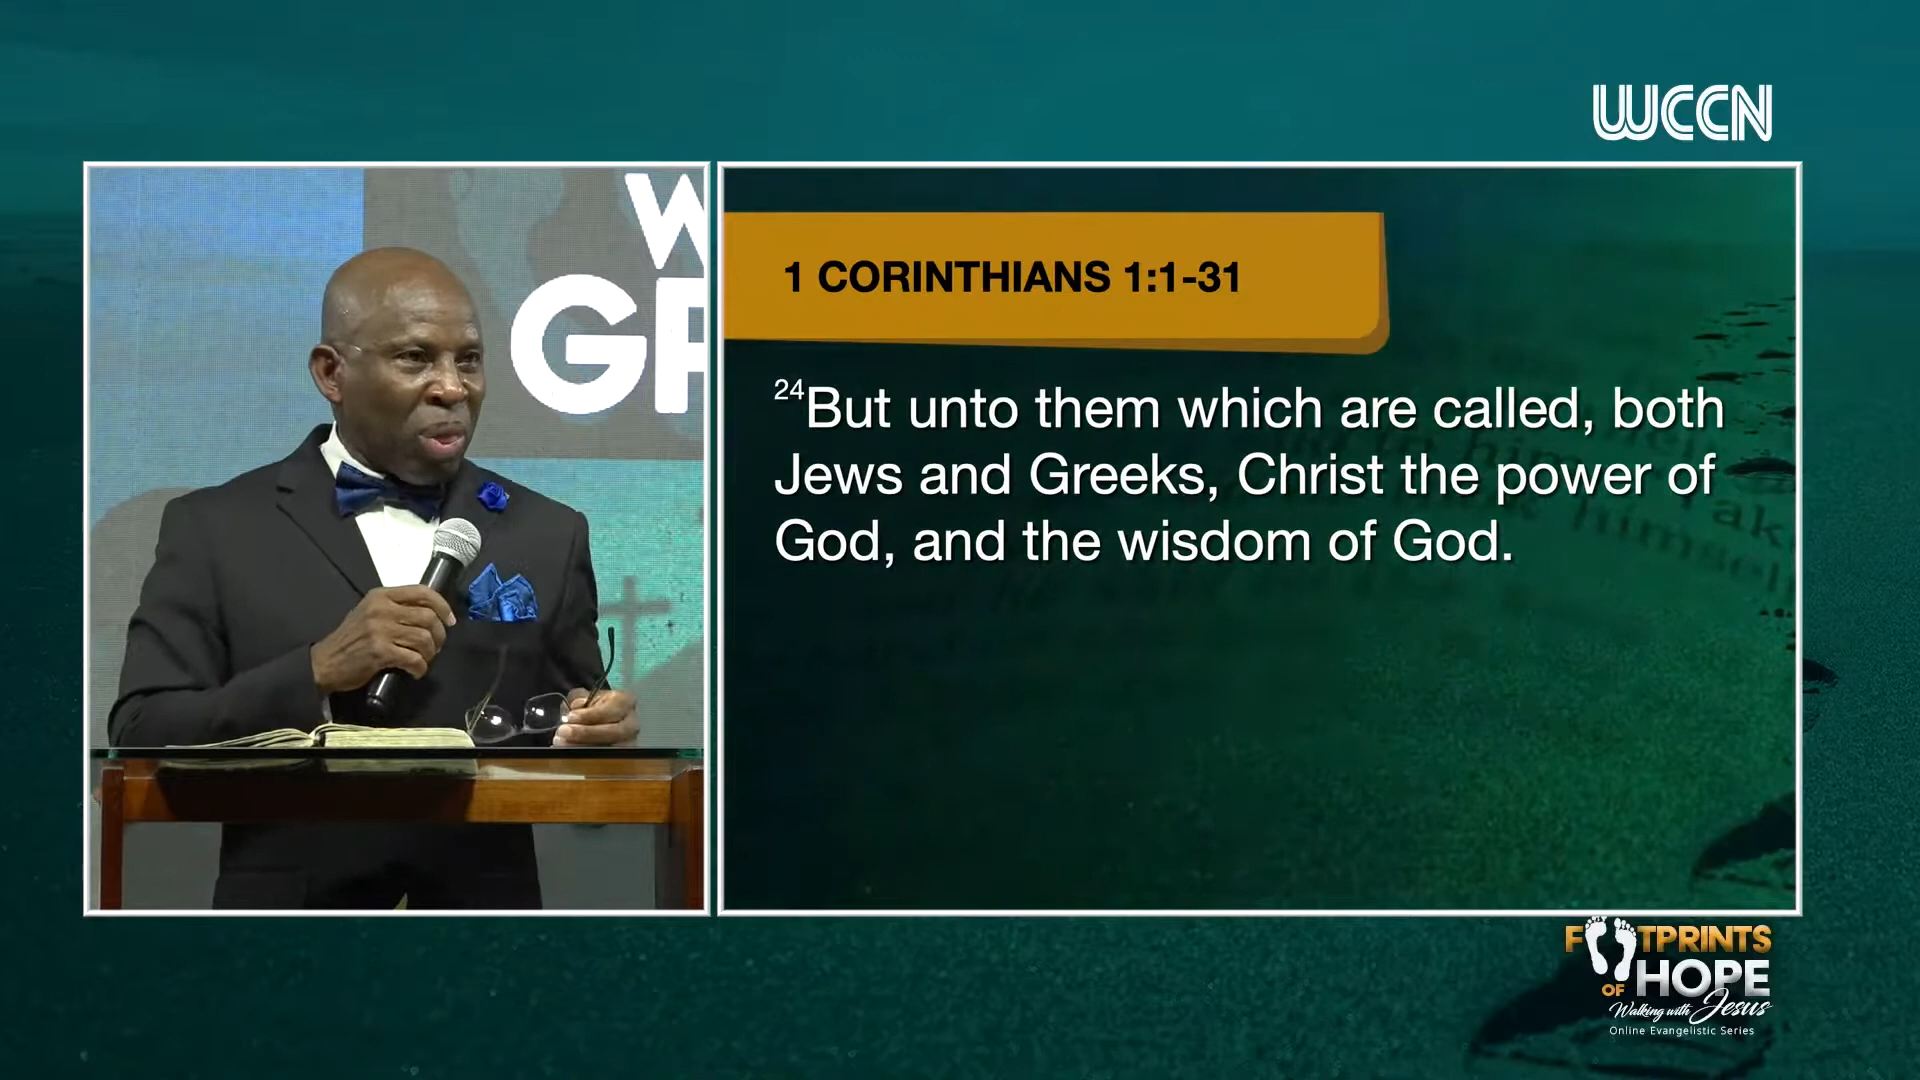 WCCN
1 CORINTHIANS 1:1-31
24But unto them which are called, both
Jews and Greeks, Christ the power of
God, and the wisdom of God.
FOOTPRINTS
OF HOPE
Walking with Jesus
Online Evangelistic Series